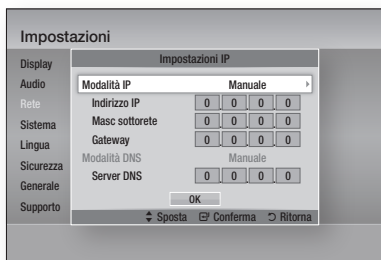 Impostazioni
Display
Audio
Rete
Sistema
Lingua
Sicurezza
Generale
Supporto
Impostazioni IP
Modalità IP Manuale
Indirizzo IP 0 . 0 . 0 . 0
Masc sottorete 0 . 0 . 0 . 0
Gateway 0 . 0 . 0 . 0
Modalità DNS Manuale
Server DNS 0 . 0 . 0 . 0
OK
Sposta Conferma Ritorna